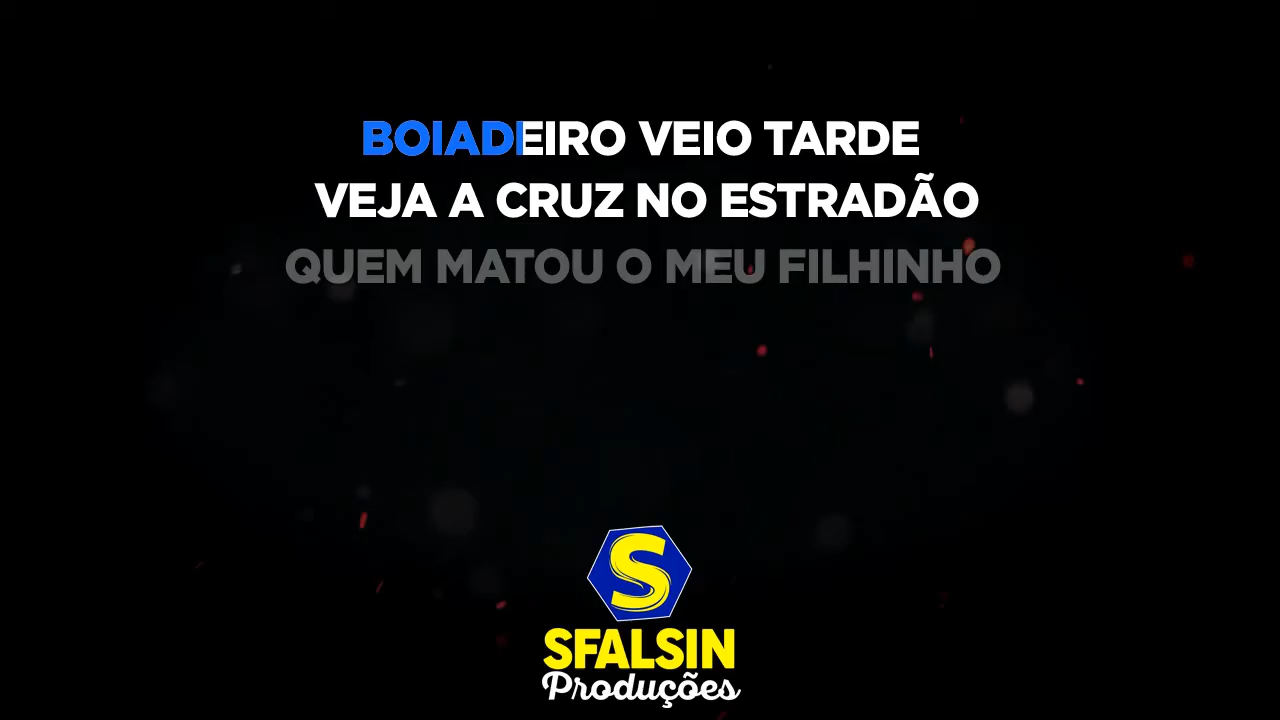 BOIADEIRO VEIO TARDE
VEJA A CRUZ NO ESTRADÃO
QUEM MATOU O MEU FILHINHO
S
SFALSIN
Produções